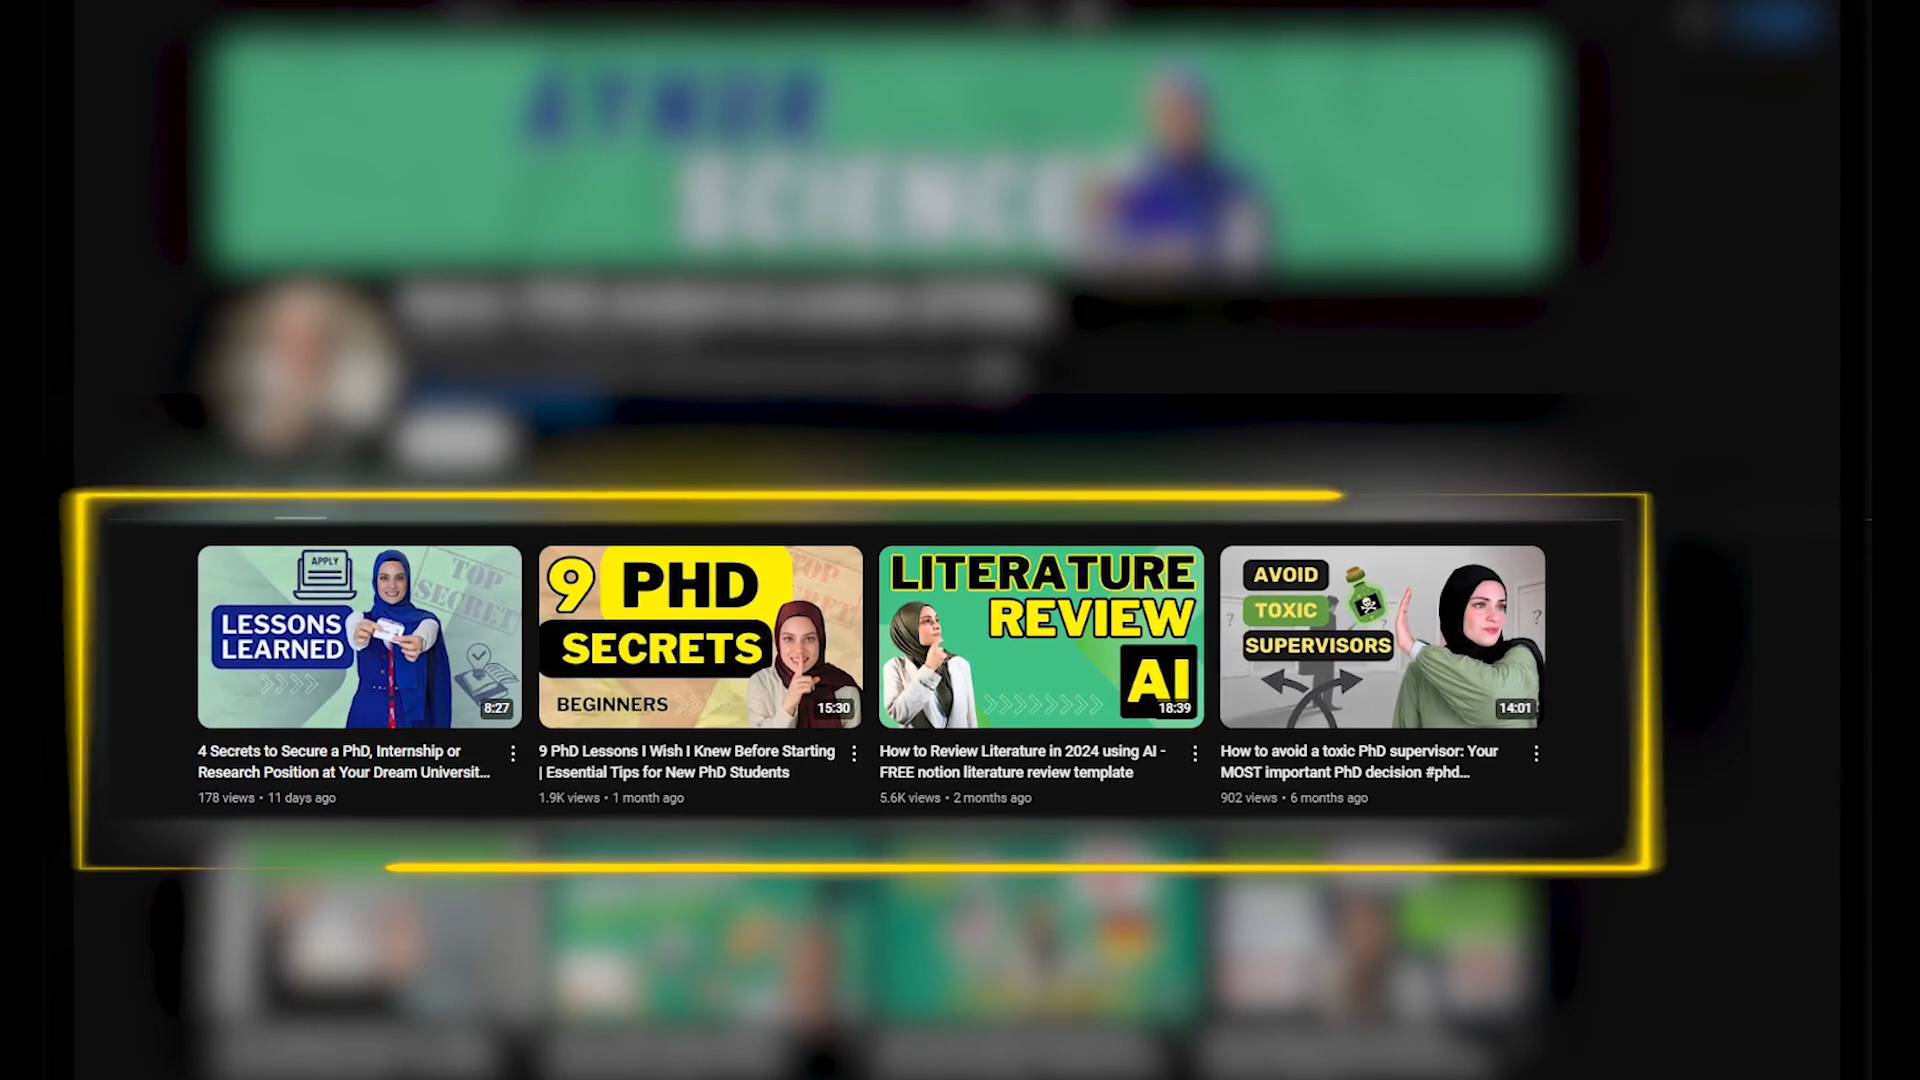 SCIENCE
APPLY
TOP
SECRET
LESSONS
LEARNED
8:27
9 PHD
SECRETS
BEGINNERS
15:30
LITERATURE
REVIEW
AI
18:39
AVOID
TOXIC
SUPERVISORS
14:01
4 Secrets to Secure a PhD, Internship or
Research Position at Your Dream Universit...
178 views • 11 days ago
9 PhD Lessons I Wish I Knew Before Starting
| Essential Tips for New PhD Students
1.9K views • 1 month ago
How to Review Literature in 2024 using AI -
FREE notion literature review template
5.6K views • 2 months ago
How to avoid a toxic PhD supervisor: Your
MOST important PhD decision #phd...
902 views • 6 months ago